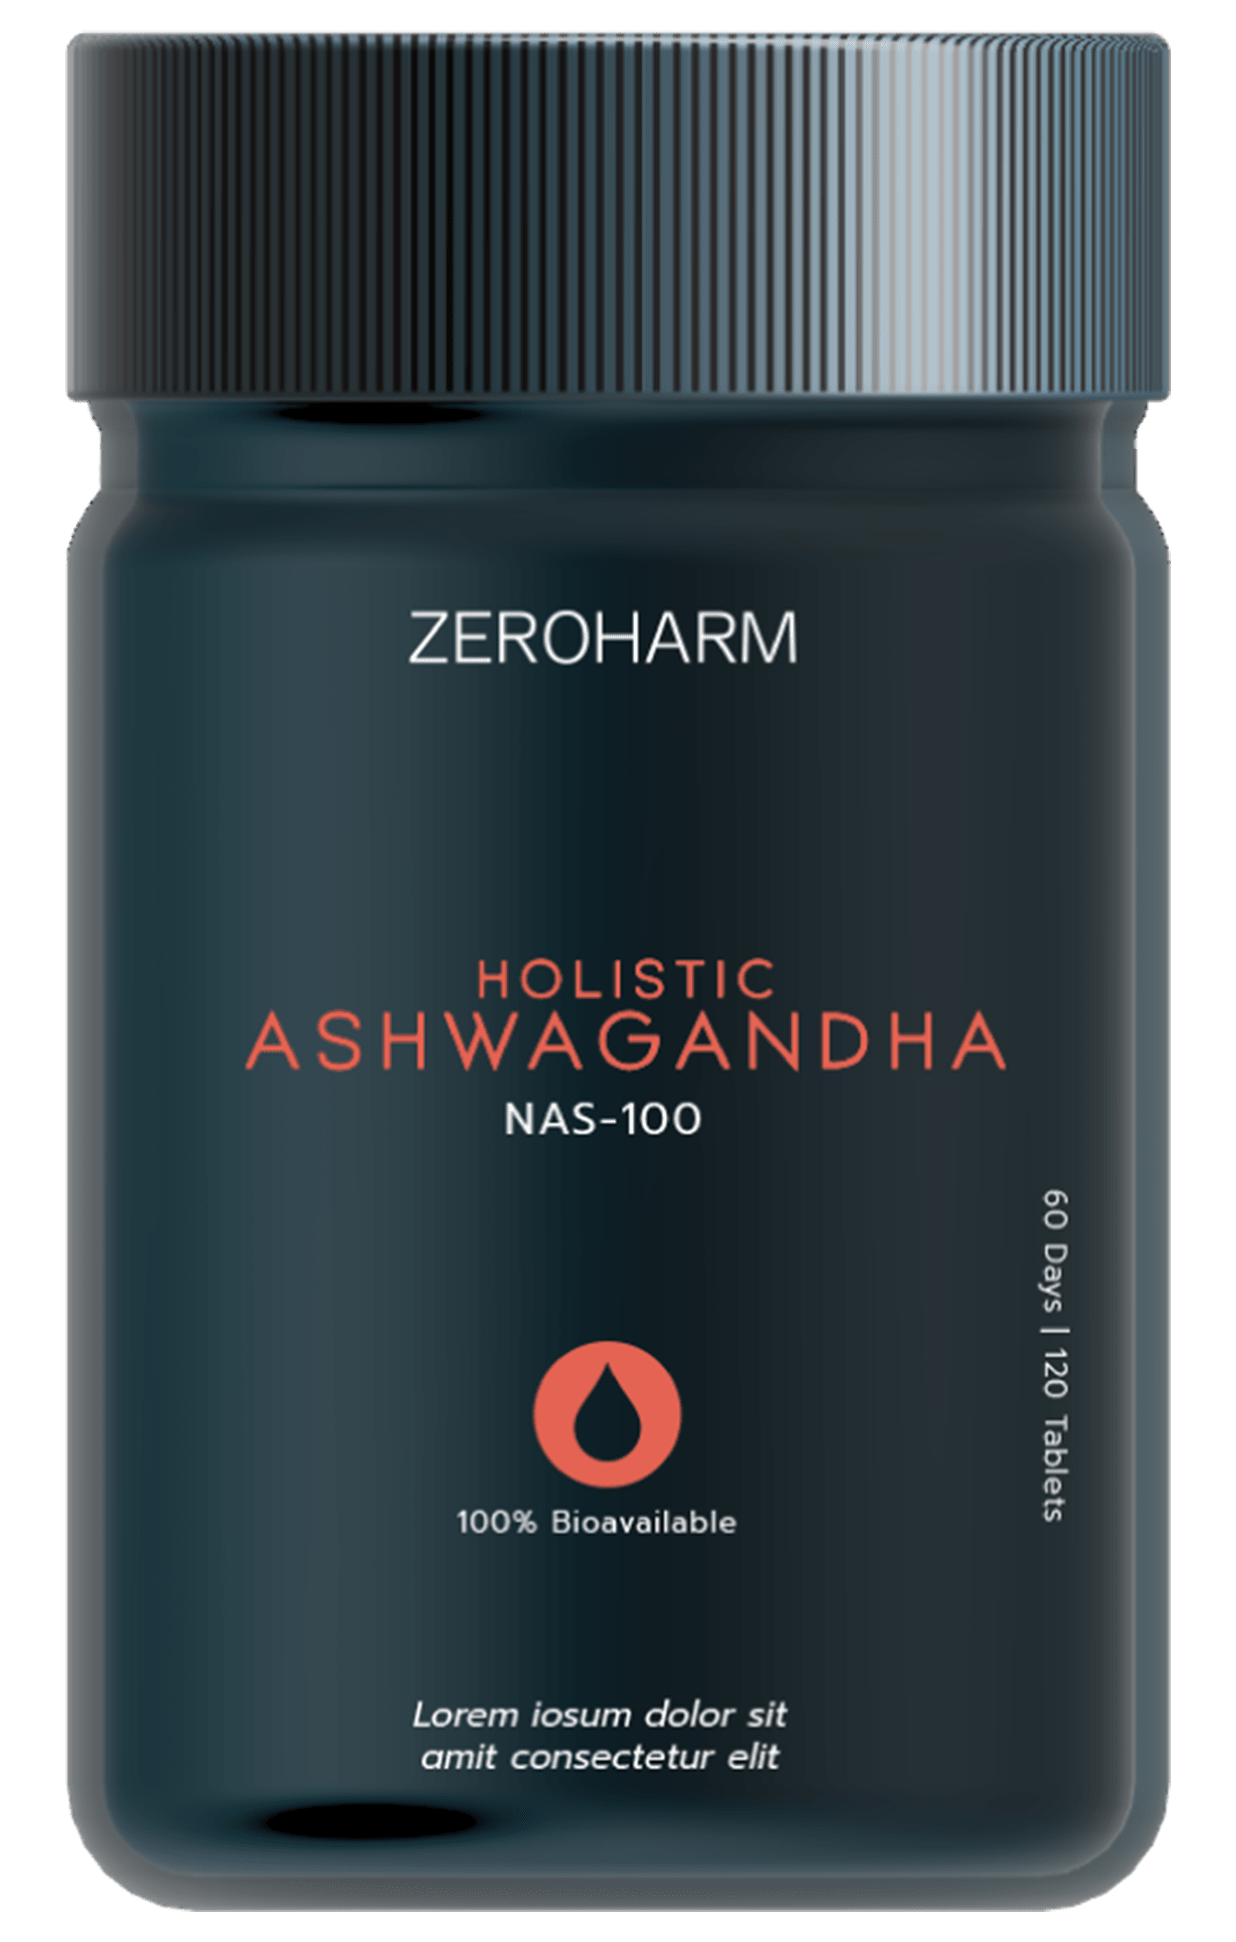 ZEROHARM
HOLISTIC
ASHWAGANDHA
NAS-100
60 Days | 120 Tablets
100% Bioavailable
Lorem iosum dolor sit
amit consectetur elit